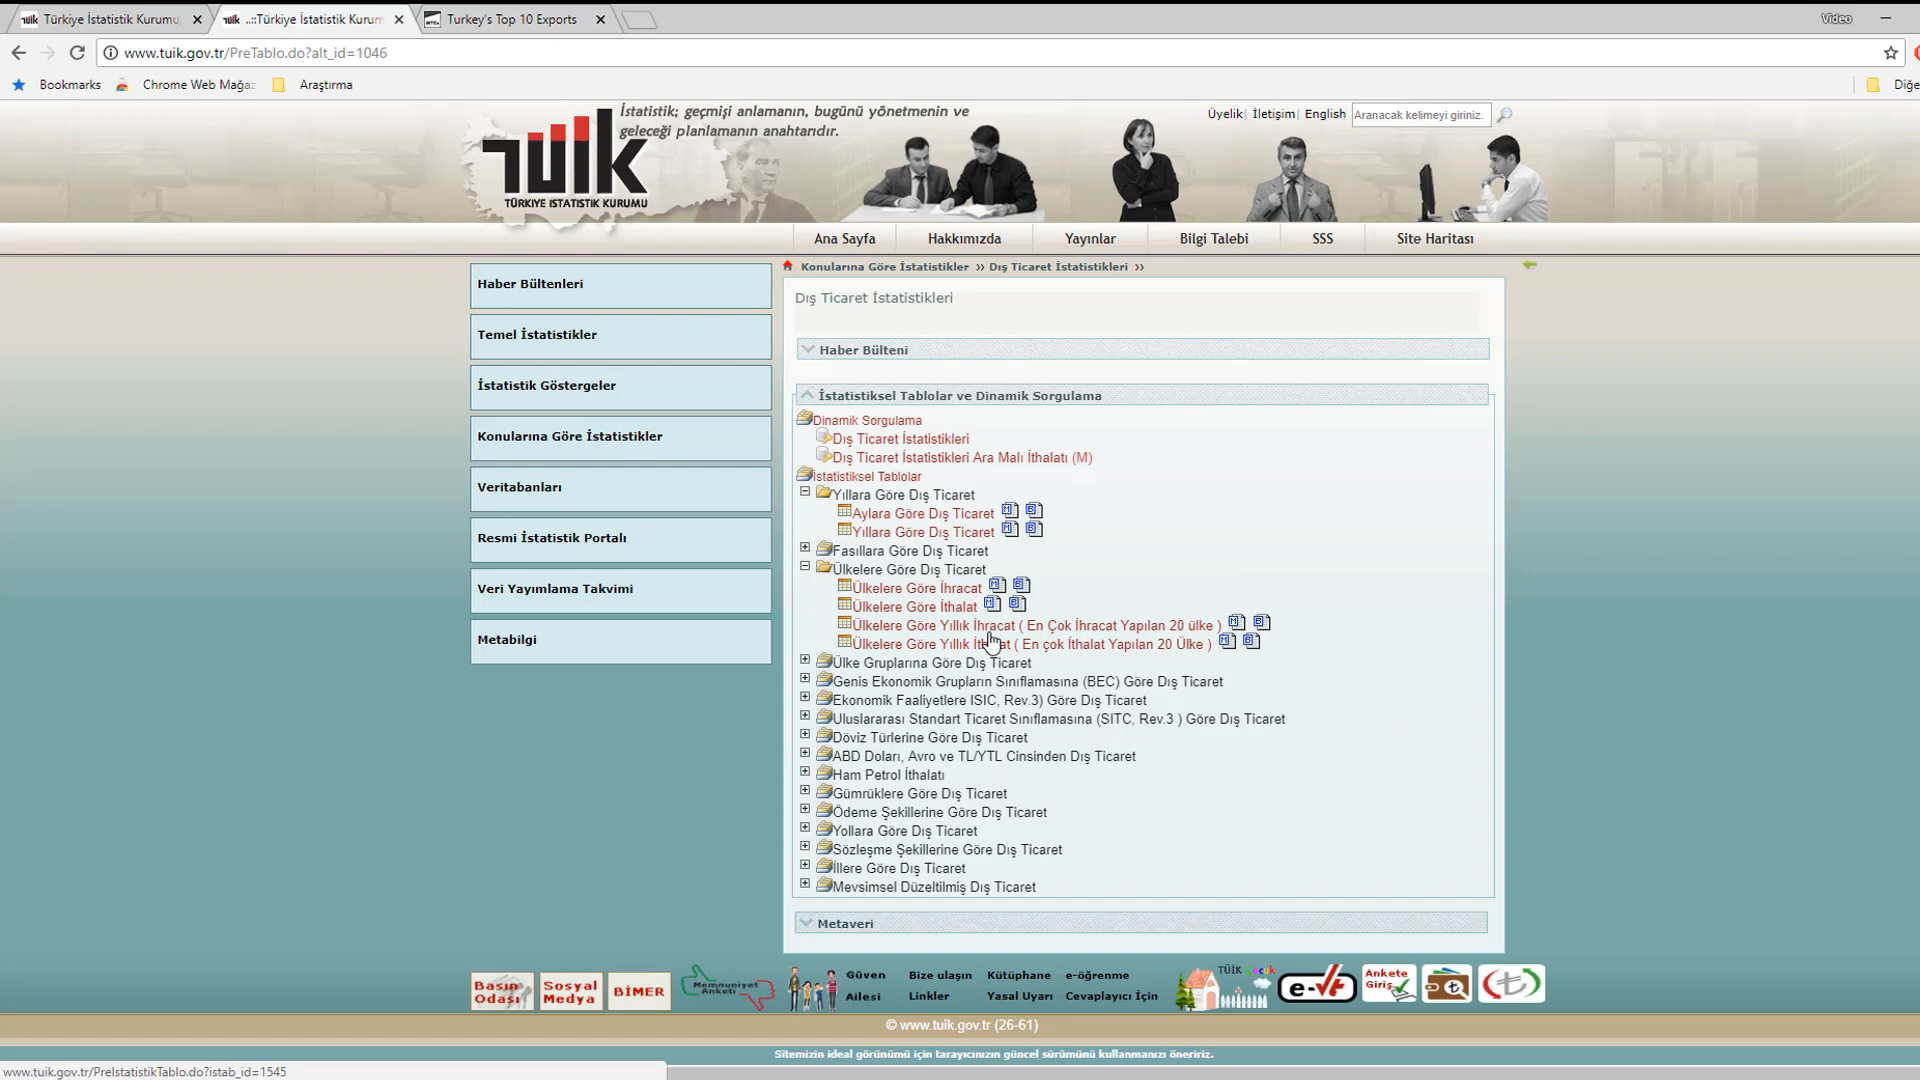 Türkiye İstatistik Kurumu,
..::Türkiye İstatistik Kurum
Turkey's Top 10 Exports
Video
www.tuik.gov.tr/PreTablo.do?alt_id=1046
Bookmarks
Chrome Web Mağaz
Araştırma
Diğe
İstatistik; geçmişi anlamanın, bugünü yönetmenin ve
geleceği planlamanın anahtarıdır.
TUİK
TÜRKİYE İSTATİSTİK KURUMU
Üyelik| İletişim| English
Aranacak kelimeyi giriniz.
Ana Sayfa
Hakkımızda
Yayınlar
Bilgi Talebi
SSS
Site Haritası
Konularına Göre İstatistikler ›› Dış Ticaret İstatistikleri ››
Haber Bültenleri
Temel İstatistikler
İstatistik Göstergeler
Konularına Göre İstatistikler
Veritabanları
Resmi İstatistik Portalı
Veri Yayımlama Takvimi
Metabilgi
Dış Ticaret İstatistikleri
Haber Bülteni
İstatistiksel Tablolar ve Dinamik Sorgulama
Dinamik Sorgulama
Dış Ticaret İstatistikleri
Dış Ticaret İstatistikleri Ara Malı İthalatı (M)
İstatistiksel Tablolar
Yıllara Göre Dış Ticaret
Aylara Göre Dış Ticaret M B
Yıllara Göre Dış Ticaret M B
Fasıllara Göre Dış Ticaret
Ülkelere Göre Dış Ticaret
Ülkelere Göre İhracat M B
Ülkelere Göre İthalat M B
Ülkelere Göre Yıllık İhracat ( En Çok İhracat Yapılan 20 ülke ) M B
Ülkelere Göre Yıllık İthalat ( En çok İthalat Yapılan 20 Ülke ) M B
Ülke Gruplarına Göre Dış Ticaret
Genis Ekonomik Grupların Sınıflamasına (BEC) Göre Dış Ticaret
Ekonomik Faaliyetlere ISIC, Rev.3) Göre Dış Ticaret
Uluslararası Standart Ticaret Sınıflamasına (SITC, Rev.3 ) Göre Dış Ticaret
Döviz Türlerine Göre Dış Ticaret
ABD Doları, Avro ve TL/YTL Cinsinden Dış Ticaret
Ham Petrol İthalatı
Gümrüklere Göre Dış Ticaret
Ödeme Şekillerine Göre Dış Ticaret
Yollara Göre Dış Ticaret
Sözleşme Şekillerine Göre Dış Ticaret
İllere Göre Dış Ticaret
Mevsimsel Düzeltilmiş Dış Ticaret
Metaveri
Basın
Odası
Sosyal
Medya
BİMER
Memnuniyet
Anketi
Güven
Ailesi
Bize ulaşın
Linkler
Kütüphane
Yasal Uyarı
e-öğrenme
Cevaplayıcı İçin
TÜİK Çocuk
e-VT
Ankete
Giriş
© www.tuik.gov.tr (26-61)
Sitemizin ideal görünümü için tarayıcınızın güncel sürümünü kullanmanızı öneririz.
www.tuik.gov.tr/PreIstatistikTablo.do?istab_id=1545